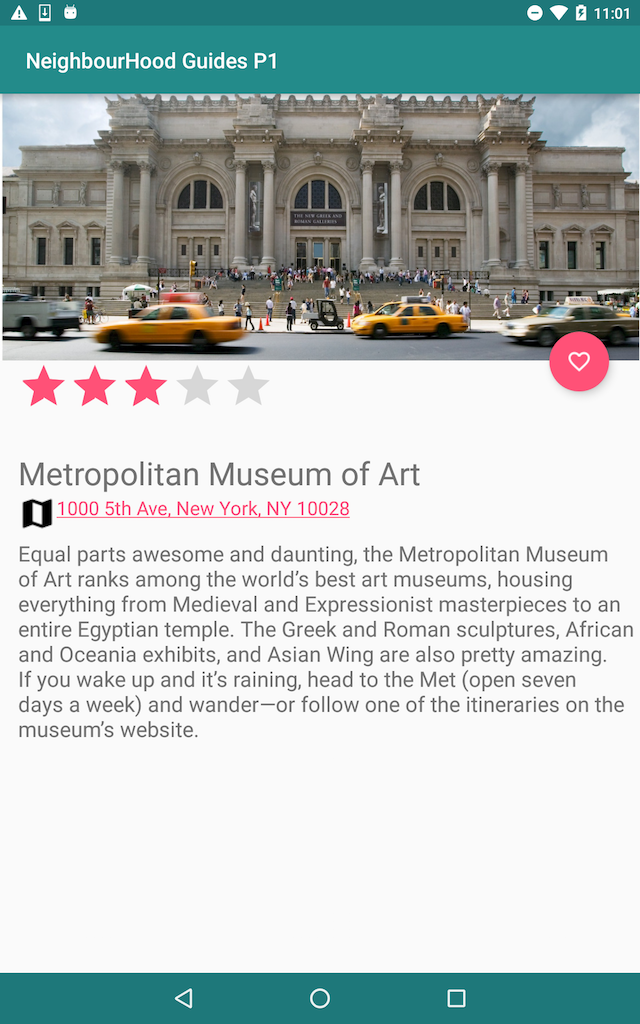 11:01
NeighbourHood Guides P1
THE NEW GREEK AND
ROMAN GALLERIES
Metropolitan Museum of Art
1000 5th Ave, New York, NY 10028
Equal parts awesome and daunting, the Metropolitan Museum
of Art ranks among the world’s best art museums, housing
everything from Medieval and Expressionist masterpieces to an
entire Egyptian temple. The Greek and Roman sculptures, African
and Oceania exhibits, and Asian Wing are also pretty amazing.
If you wake up and it’s raining, head to the Met (open seven
days a week) and wander—or follow one of the itineraries on the
museum’s website.